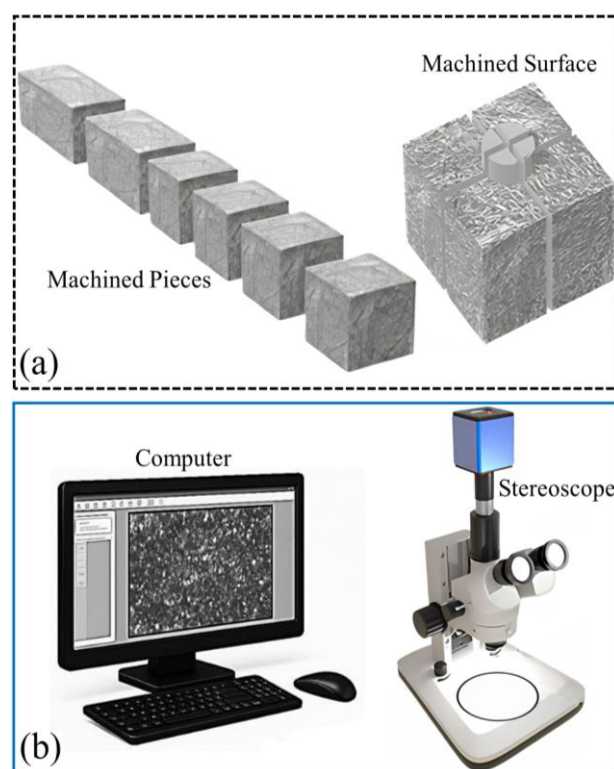 Machined Surface
Machined Pieces
(a)
Computer
Stereoscope
(b)